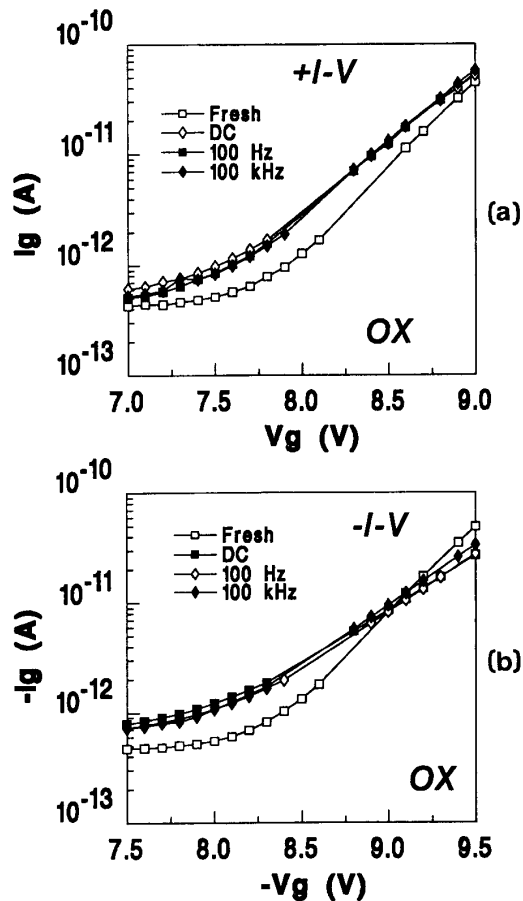 10^-10
+I-V
Fresh
DC
100 Hz
100 kHz
10^-11
Ig (A)
(a)
10^-12
OX
10^-13
7.0 7.5 8.0 8.5 9.0
Vg (V)
10^-10
-I-V
Fresh
DC
100 Hz
100 kHz
10^-11
-Ig (A)
(b)
10^-12
OX
10^-13
7.5 8.0 8.5 9.0 9.5
-Vg (V)